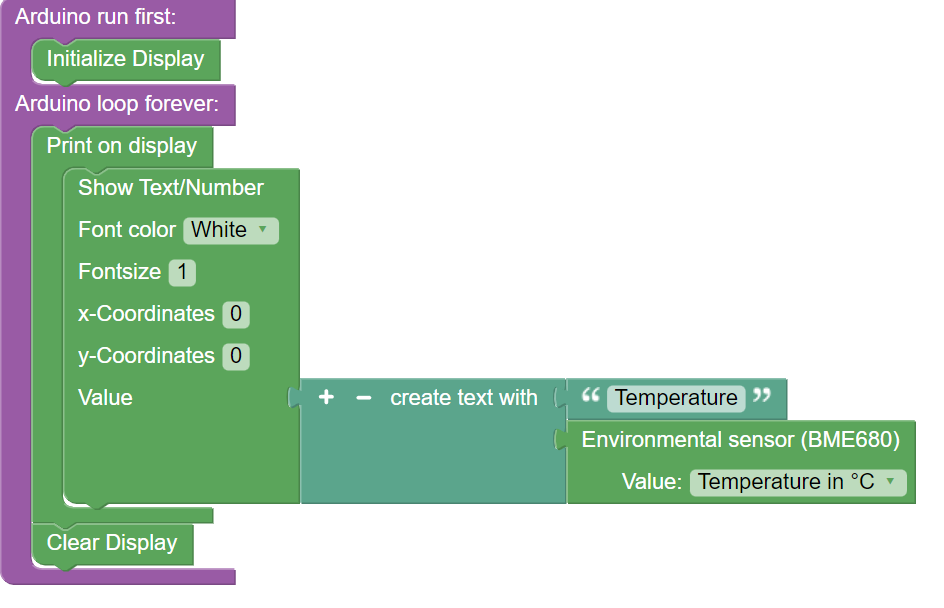 Arduino run first:
Initialize Display
Arduino loop forever:
Print on display
Show Text/Number
Font color White
Fontsize 1
x-Coordinates 0
y-Coordinates 0
Value + − create text with “ Temperature ”
Environmental sensor (BME680)
Value: Temperature in °C
Clear Display